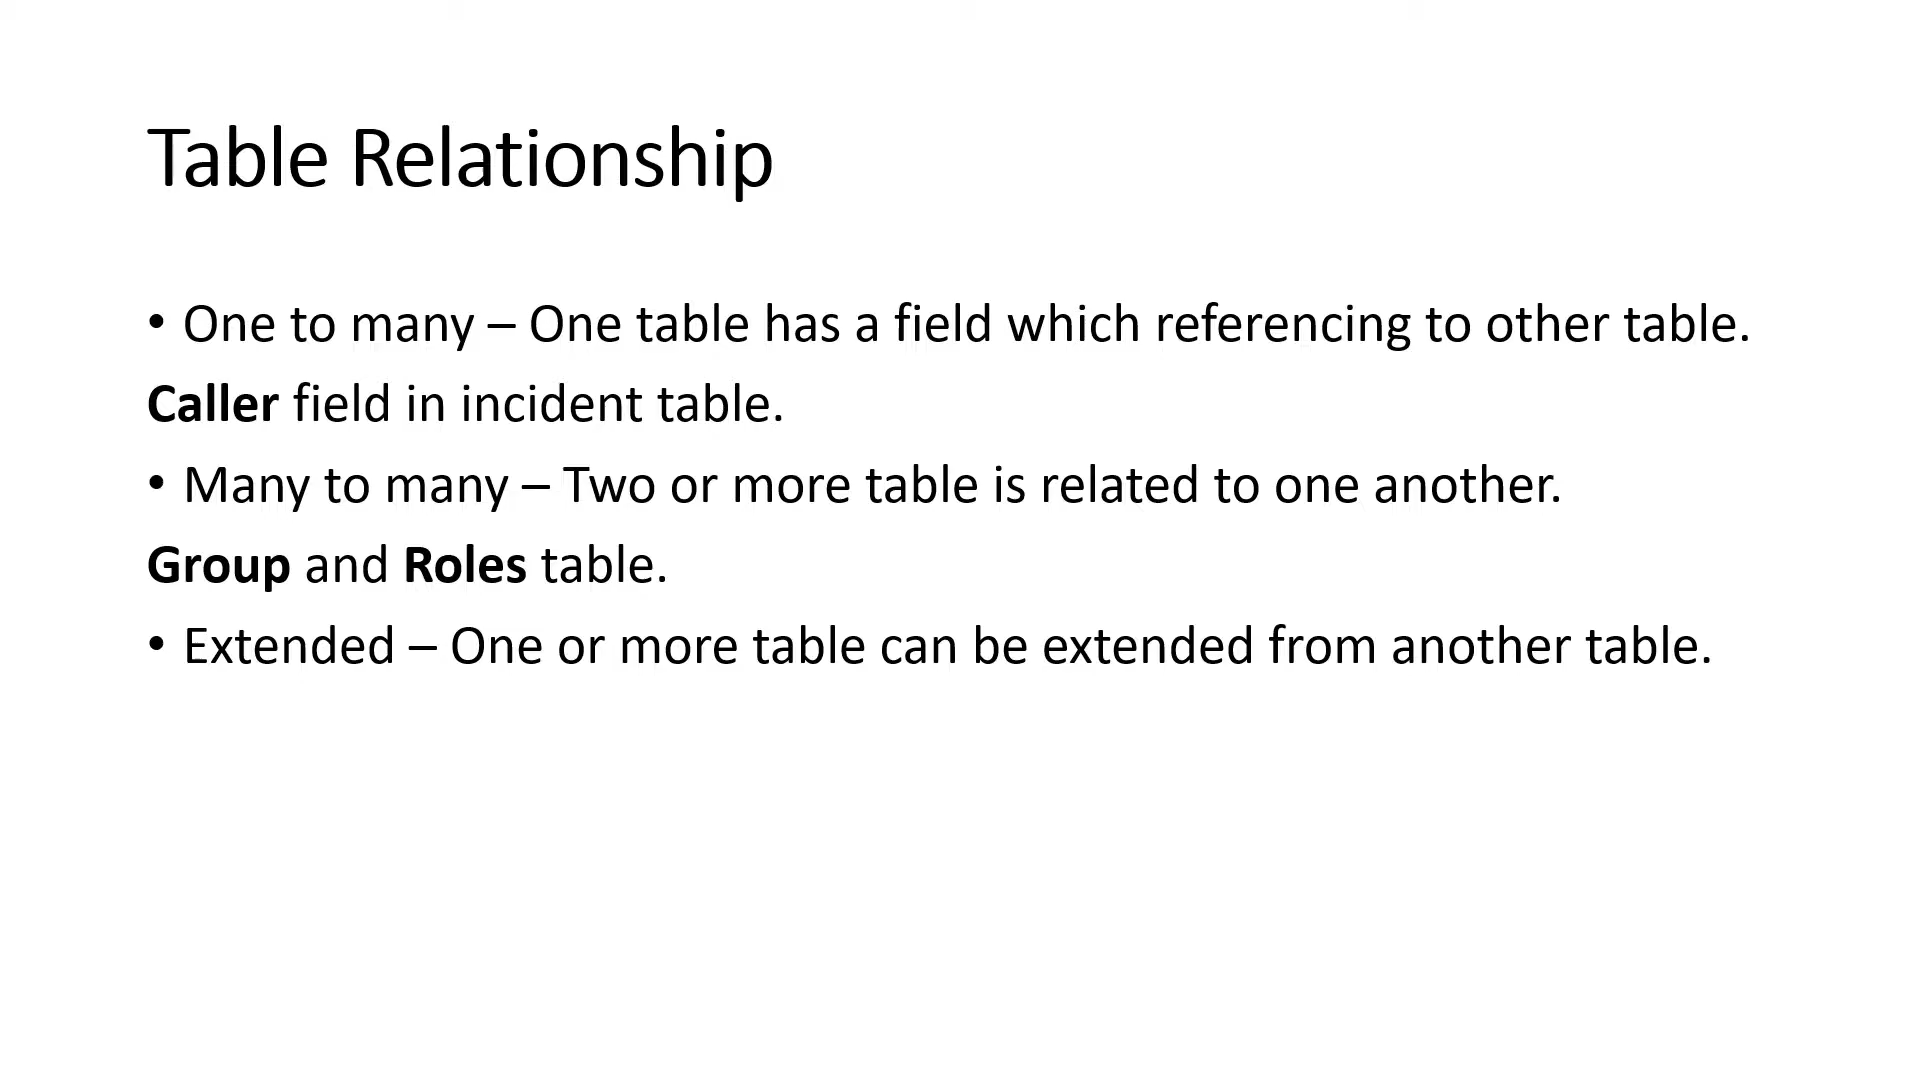 Table Relationship
• One to many – One table has a field which referencing to other table.
Caller field in incident table.
• Many to many – Two or more table is related to one another.
Group and Roles table.
• Extended – One or more table can be extended from another table.